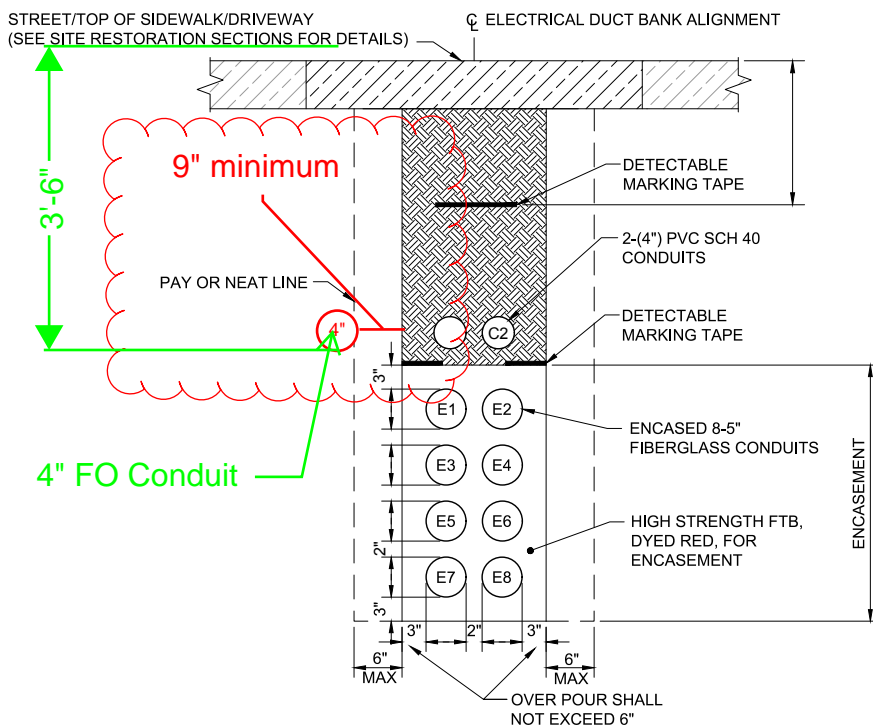 STREET/TOP OF SIDEWALK/DRIVEWAY
(SEE SITE RESTORATION SECTIONS FOR DETAILS)
℄ ELECTRICAL DUCT BANK ALIGNMENT
9" minimum
3'-6"
DETECTABLE
MARKING TAPE
2-(4") PVC SCH 40
CONDUITS
PAY OR NEAT LINE
4"
C2
DETECTABLE
MARKING TAPE
3"
E1
E2
ENCASED 8-5"
FIBERGLASS CONDUITS
4" FO Conduit
E3
E4
E5
E6
HIGH STRENGTH FTB,
DYED RED, FOR
ENCASEMENT
ENCASEMENT
2"
E7
E8
3"
3"
2"
3"
6"
MAX
6"
MAX
OVER POUR SHALL
NOT EXCEED 6"